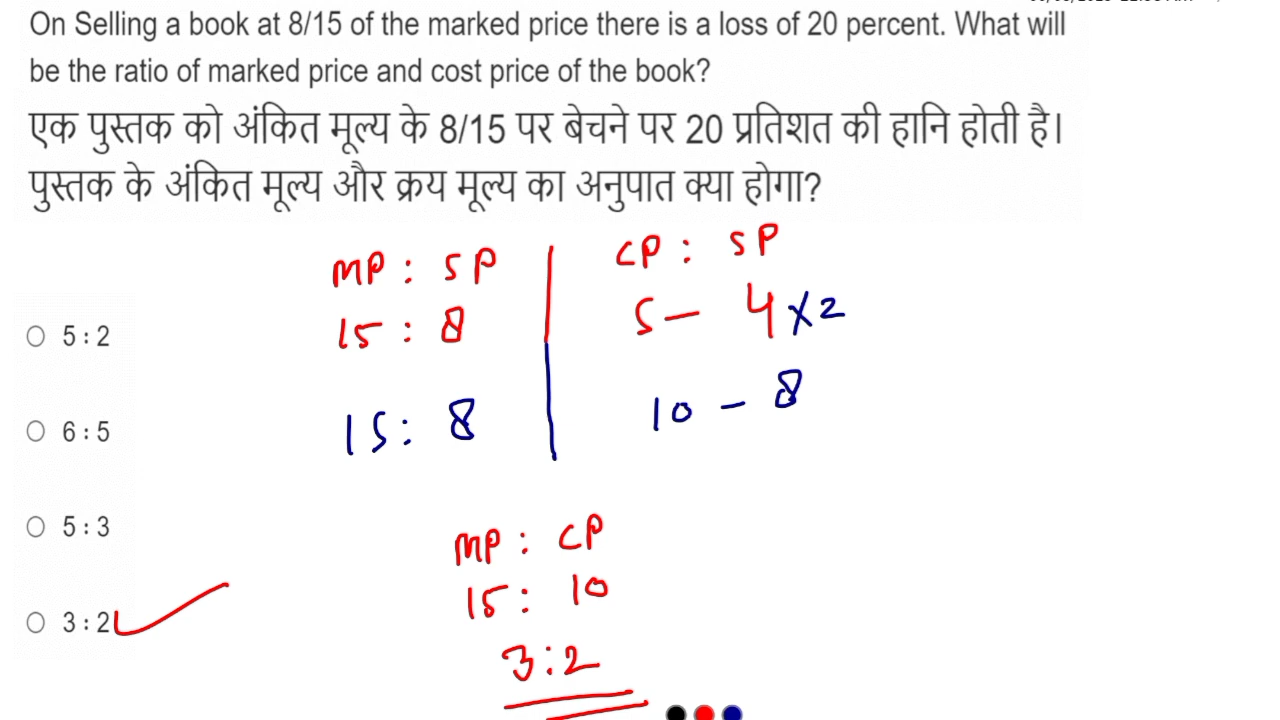 On Selling a book at 8/15 of the marked price there is a loss of 20 percent. What will
be the ratio of marked price and cost price of the book?
एक पुस्तक को अंकित मूल्य के 8/15 पर बेचने पर 20 प्रतिशत की हानि होती है।
पुस्तक के अंकित मूल्य और क्रय मूल्य का अनुपात क्या होगा?
MP : SP
CP : SP
15 : 8
5 — 4 x 2
15 : 8
10 — 8
5 : 2
6 : 5
5 : 3
3 : 2
MP : CP
15 : 10
3 : 2